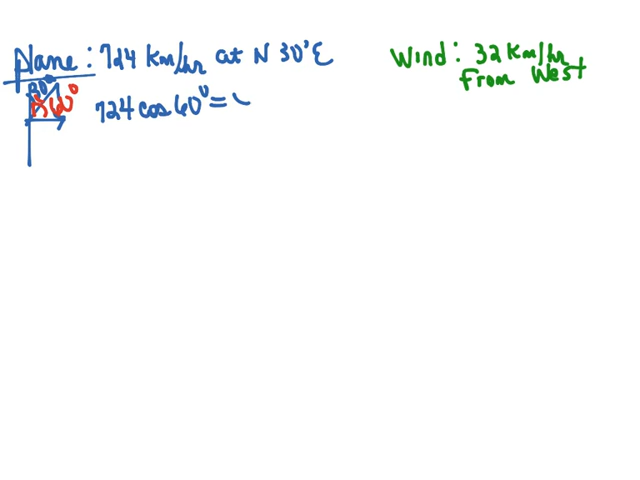 Plane: 724 km/hr at N 30° E
Wind: 32 km/hr
From West
30°
60°
724 cos 60° =